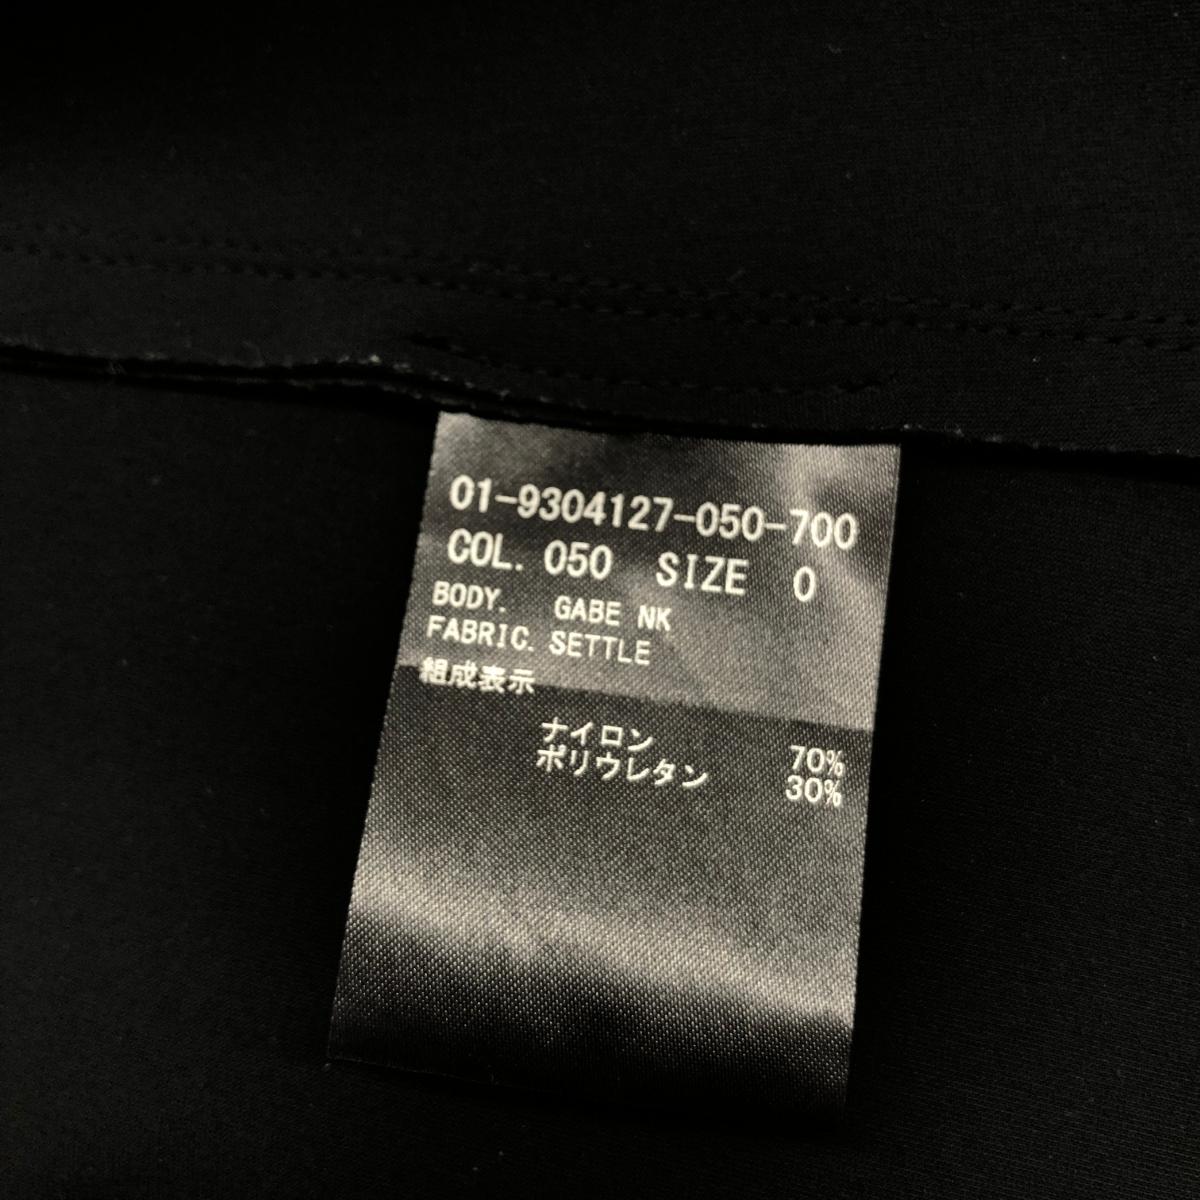 01-9304127-050-700
COL. 050 SIZE 0
BODY. GABE NK
FABRIC. SETTLE
組成表示
ナイロン 70%
ポリウレタン 30%